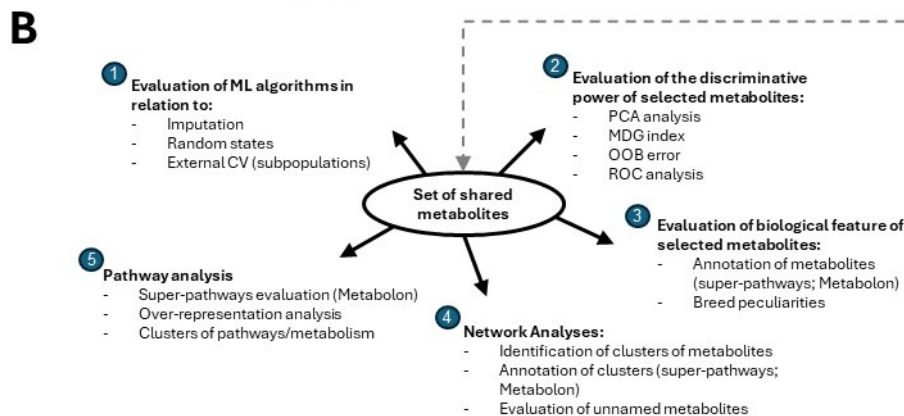 B
1
Evaluation of ML algorithms in
relation to:
- Imputation
- Random states
- External CV (subpopulations)
2
Evaluation of the discriminative
power of selected metabolites:
- PCA analysis
- MDG index
- OOB error
- ROC analysis
Set of shared
metabolites
3
Evaluation of biological feature of
selected metabolites:
- Annotation of metabolites
(super-pathways; Metabolon)
- Breed peculiarities
5
Pathway analysis
- Super-pathways evaluation (Metabolon)
- Over-representation analysis
- Clusters of pathways/metabolism
4
Network Analyses:
- Identification of clusters of metabolites
- Annotation of clusters (super-pathways;
Metabolon)
- Evaluation of unnamed metabolites